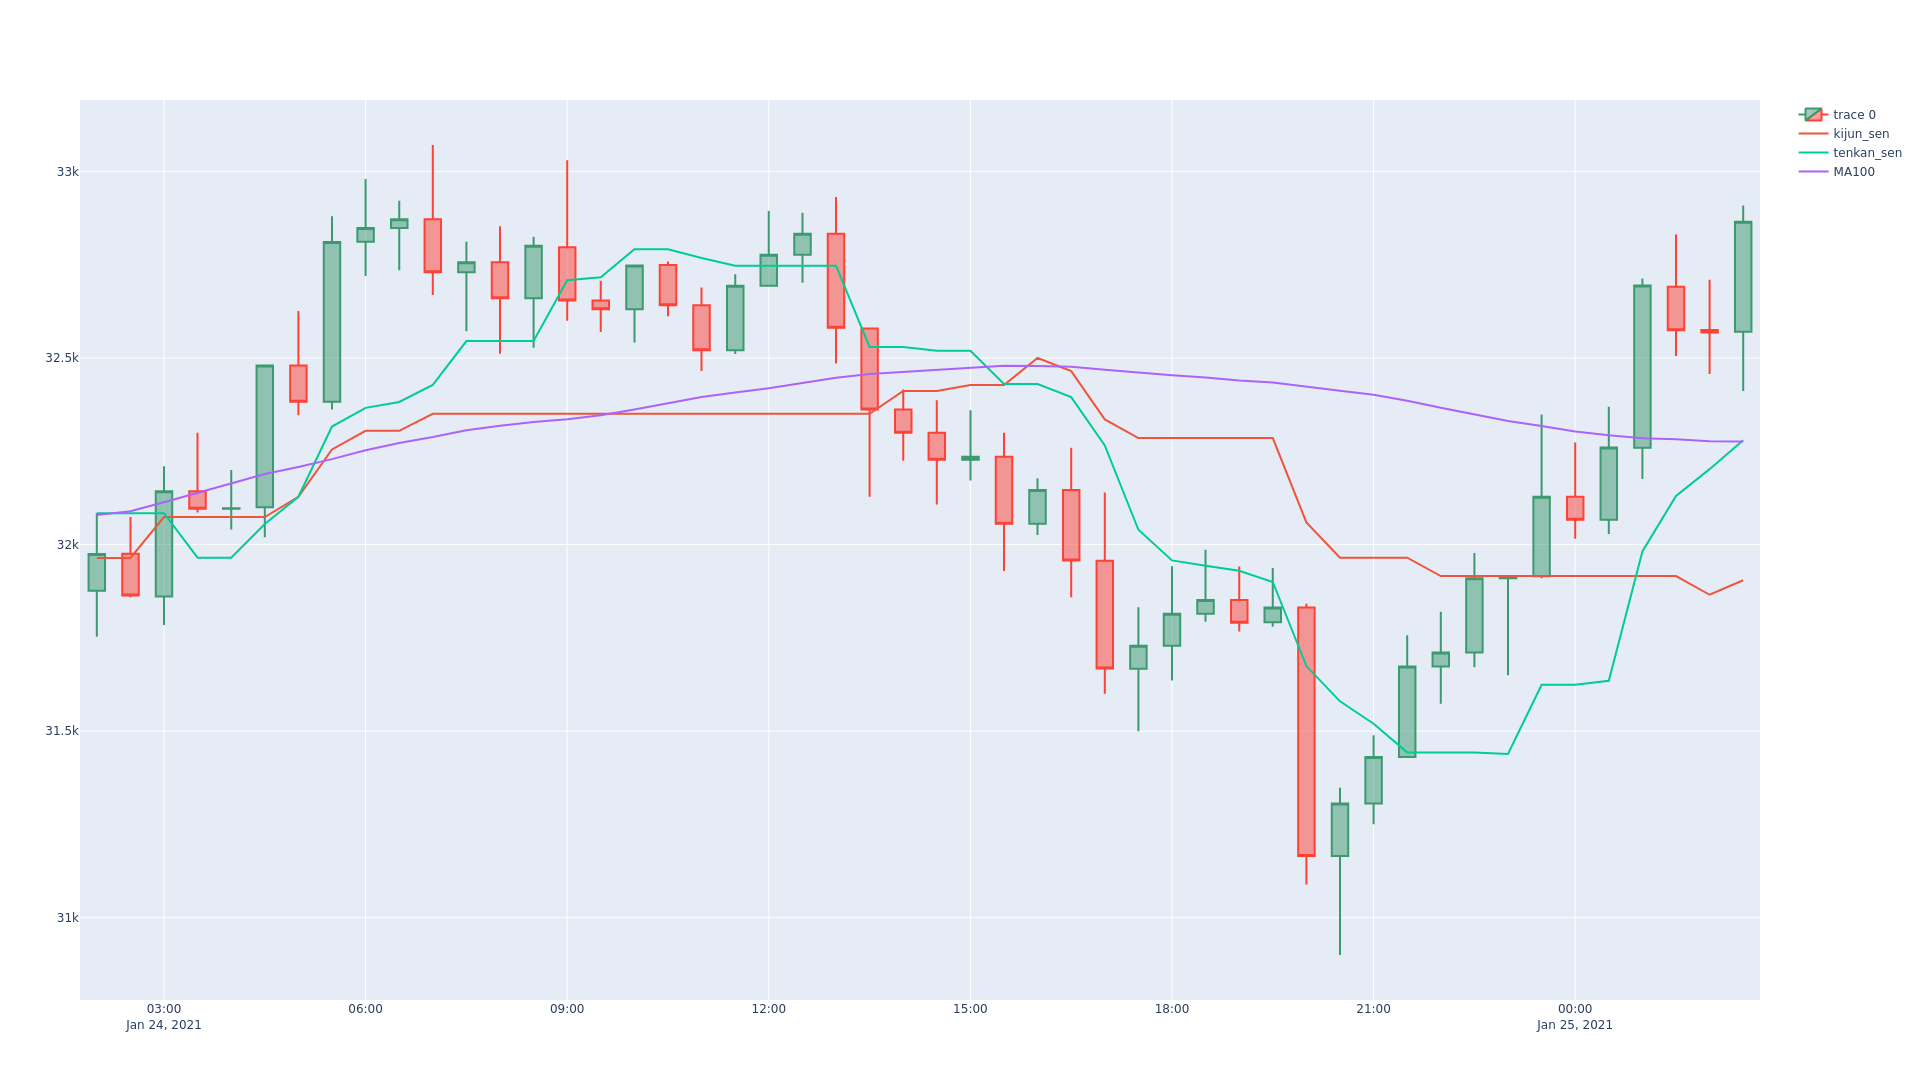 33k
32.5k
32k
31.5k
31k
03:00
Jan 24, 2021
06:00
09:00
12:00
15:00
18:00
21:00
00:00
Jan 25, 2021
trace 0
kijun_sen
tenkan_sen
MA100